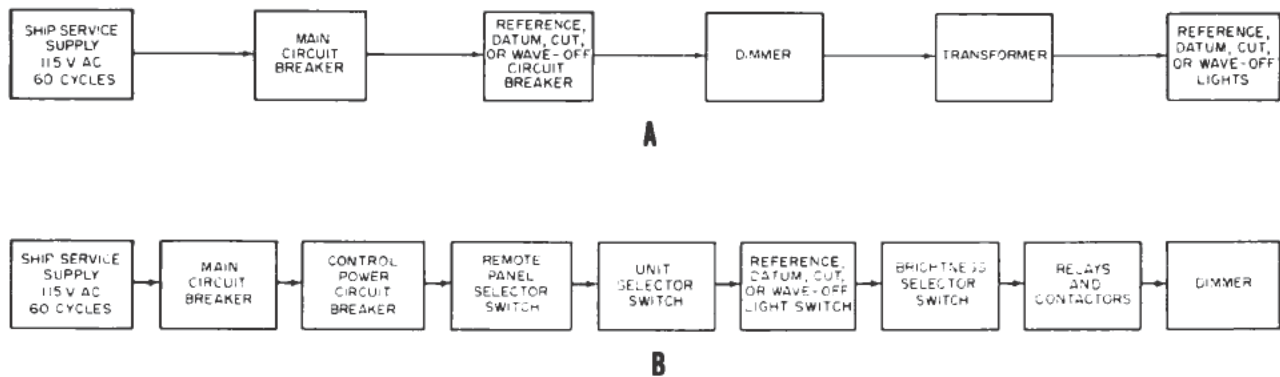 SHIP SERVICE
SUPPLY
115 V AC
60 CYCLES
MAIN
CIRCUIT
BREAKER
REFERENCE,
DATUM, CUT,
OR WAVE-OFF
CIRCUIT
BREAKER
DIMMER
TRANSFORMER
REFERENCE,
DATUM, CUT,
OR WAVE-OFF
LIGHTS
A
SHIP SERVICE
SUPPLY
115 V AC
60 CYCLES
MAIN
CIRCUIT
BREAKER
CONTROL
POWER
CIRCUIT
BREAKER
REMOTE
PANEL
SELECTOR
SWITCH
UNIT
SELECTOR
SWITCH
REFERENCE,
DATUM, CUT,
OR WAVE-OFF
LIGHT SWITCH
BRIGHTNESS
SELECTOR
SWITCH
RELAYS
AND
CONTACTORS
DIMMER
B